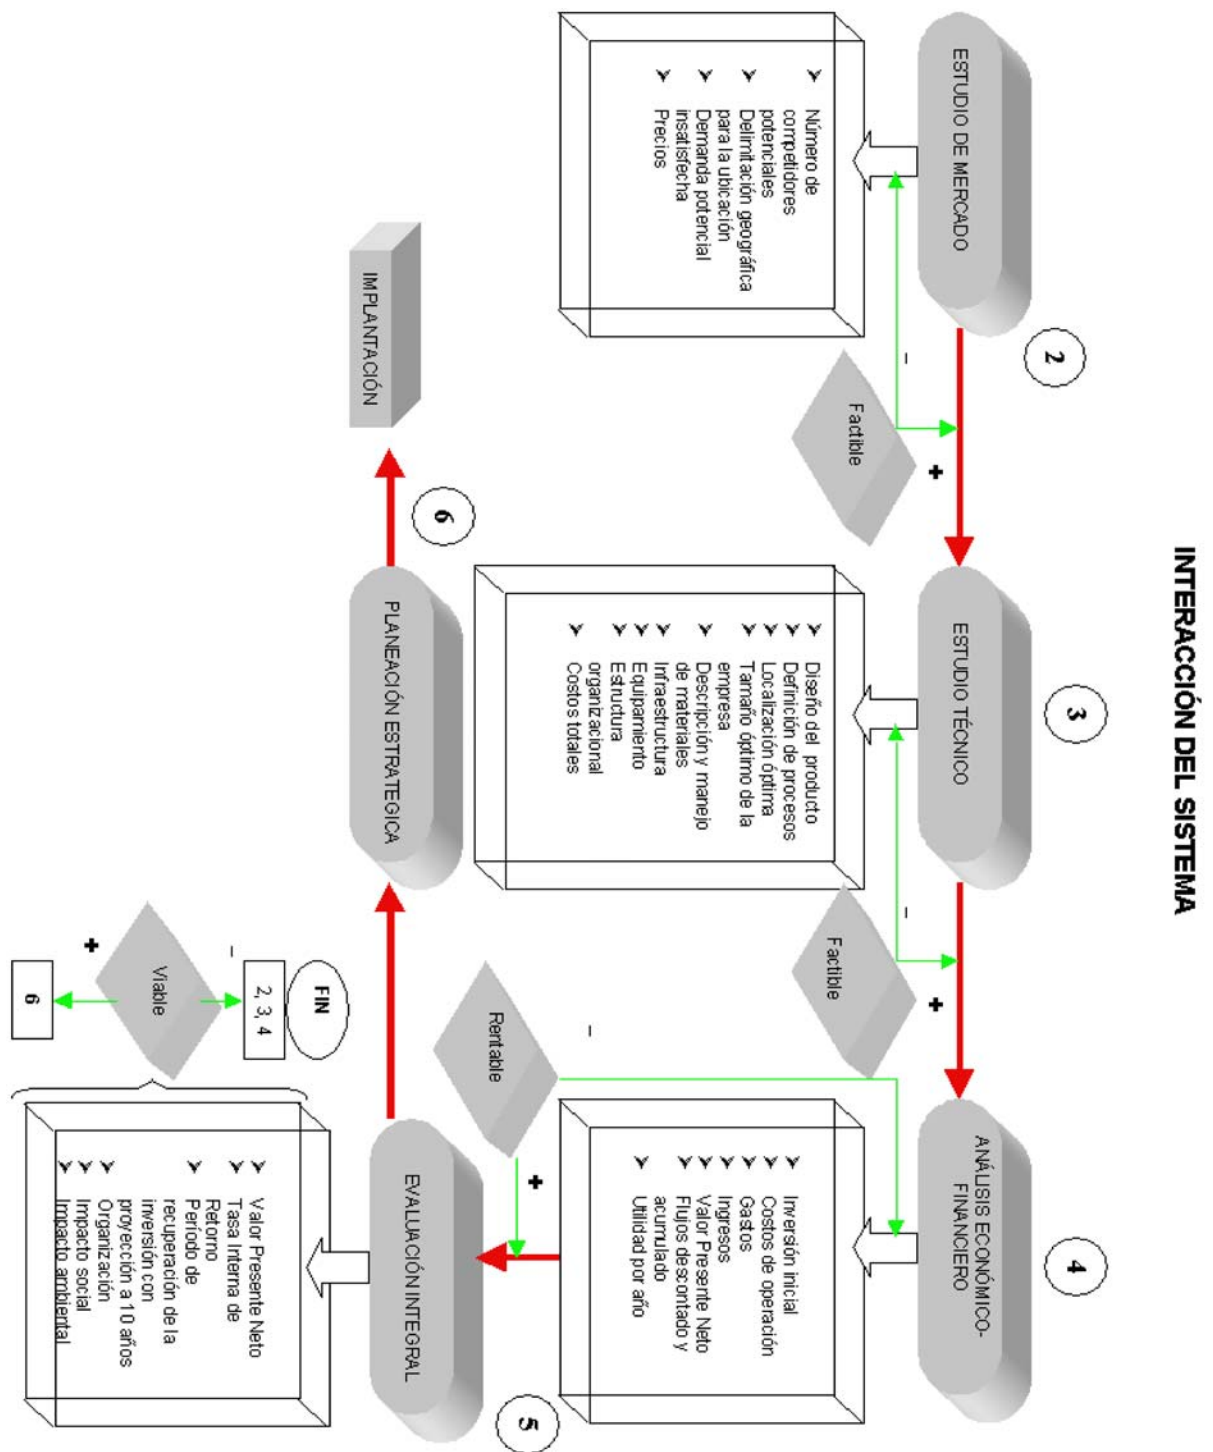 INTERACCIÓN DEL SISTEMA
2
3
4
ESTUDIO DE MERCADO
ESTUDIO TÉCNICO
ANÁLISIS ECONÓMICO-
FINANCIERO
+
+
–
Factible
–
Factible
➢ Número de
competidores
potenciales
➢ Delimitación geográfica
para la ubicación
➢ Demanda potencial
insatisfecha
➢ Precios
➢ Diseño del producto
➢ Definición de procesos
➢ Localización óptima
➢ Tamaño óptimo de la
empresa
➢ Descripción y manejo
de materiales
➢ Infraestructura
➢ Equipamiento
➢ Estructura
organizacional
➢ Costos totales
➢ Inversión inicial
➢ Costos de operación
➢ Gastos
➢ Ingresos
➢ Valor Presente Neto
➢ Flujos descontado y
acumulado
➢ Utilidad por año
–
Rentable
+
5
6
IMPLANTACIÓN
PLANEACIÓN ESTRATEGICA
EVALUACIÓN INTEGRAL
FIN
2, 3, 4
–
Viable
+
6
➢ Valor Presente Neto
➢ Tasa Interna de
Retorno
➢ Período de
recuperación de la
inversión con
proyección a 10 años
➢ Organización
➢ Impacto social
➢ Impacto ambiental